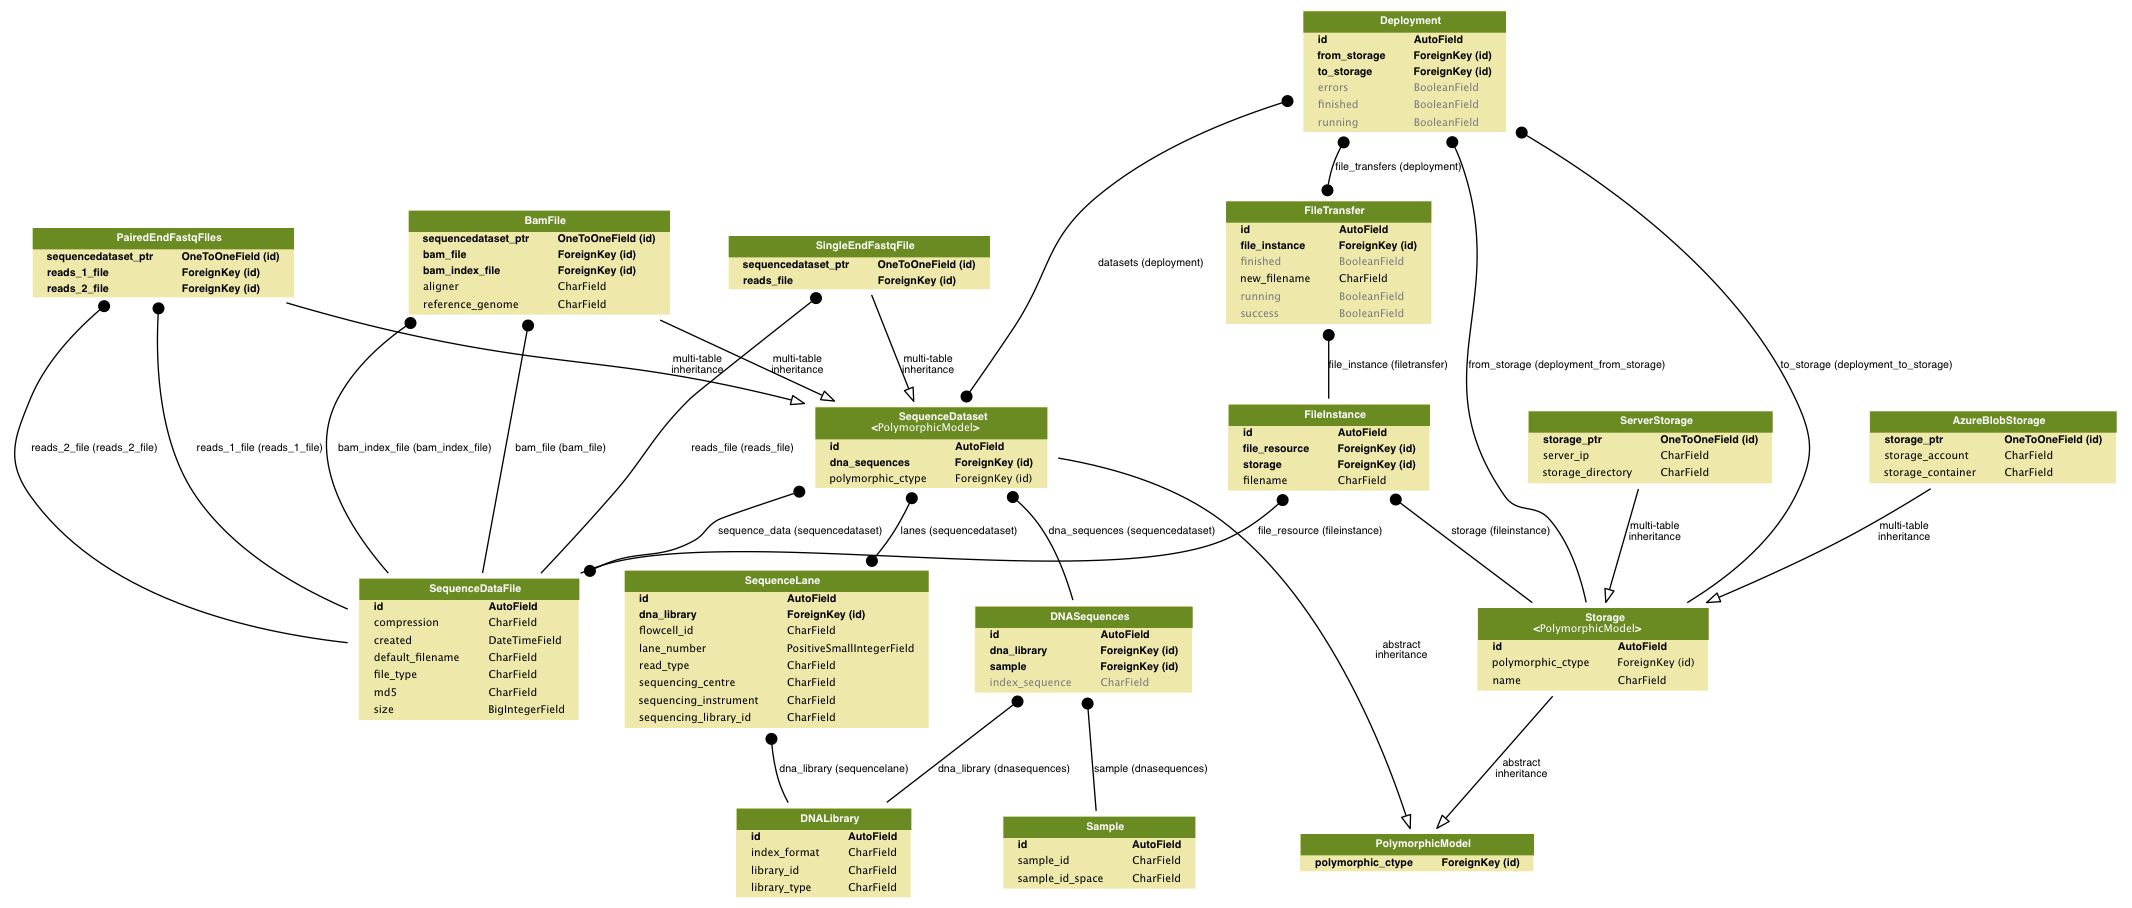 Deployment
id AutoField
from_storage ForeignKey (id)
to_storage ForeignKey (id)
errors BooleanField
finished BooleanField
running BooleanField
file_transfers (deployment)
FileTransfer
id AutoField
file_instance ForeignKey (id)
finished BooleanField
new_filename CharField
running BooleanField
success BooleanField
PairedEndFastqFiles
sequencedataset_ptr OneToOneField (id)
reads_1_file ForeignKey (id)
reads_2_file ForeignKey (id)
BamFile
sequencedataset_ptr OneToOneField (id)
bam_file ForeignKey (id)
bam_index_file ForeignKey (id)
aligner CharField
reference_genome CharField
SingleEndFastqFile
sequencedataset_ptr OneToOneField (id)
reads_file ForeignKey (id)
datasets (deployment)
multi-table
inheritance
multi-table
inheritance
multi-table
inheritance
file_instance (filetransfer)
from_storage (deployment_from_storage)
to_storage (deployment_to_storage)
reads_2_file (reads_2_file)
reads_1_file (reads_1_file)
bam_index_file (bam_index_file)
bam_file (bam_file)
reads_file (reads_file)
SequenceDataset
<PolymorphicModel>
id AutoField
dna_sequences ForeignKey (id)
polymorphic_ctype ForeignKey (id)
FileInstance
id AutoField
file_resource ForeignKey (id)
storage ForeignKey (id)
filename CharField
ServerStorage
storage_ptr OneToOneField (id)
server_ip CharField
storage_directory CharField
AzureBlobStorage
storage_ptr OneToOneField (id)
storage_account CharField
storage_container CharField
sequence_data (sequencedataset)
lanes (sequencedataset)
dna_sequences (sequencedataset)
file_resource (fileinstance)
storage (fileinstance)
multi-table
inheritance
multi-table
inheritance
SequenceDataFile
id AutoField
compression CharField
created DateTimeField
default_filename CharField
file_type CharField
md5 CharField
size BigIntegerField
SequenceLane
id AutoField
dna_library ForeignKey (id)
flowcell_id CharField
lane_number PositiveSmallIntegerField
read_type CharField
sequencing_centre CharField
sequencing_instrument CharField
sequencing_library_id CharField
DNASequences
id AutoField
dna_library ForeignKey (id)
sample ForeignKey (id)
index_sequence CharField
abstract
inheritance
Storage
<PolymorphicModel>
id AutoField
polymorphic_ctype ForeignKey (id)
name CharField
dna_library (sequencelane)
dna_library (dnasequences)
sample (dnasequences)
abstract
inheritance
DNALibrary
id AutoField
index_format CharField
library_id CharField
library_type CharField
Sample
id AutoField
sample_id CharField
sample_id_space CharField
PolymorphicModel
polymorphic_ctype ForeignKey (id)